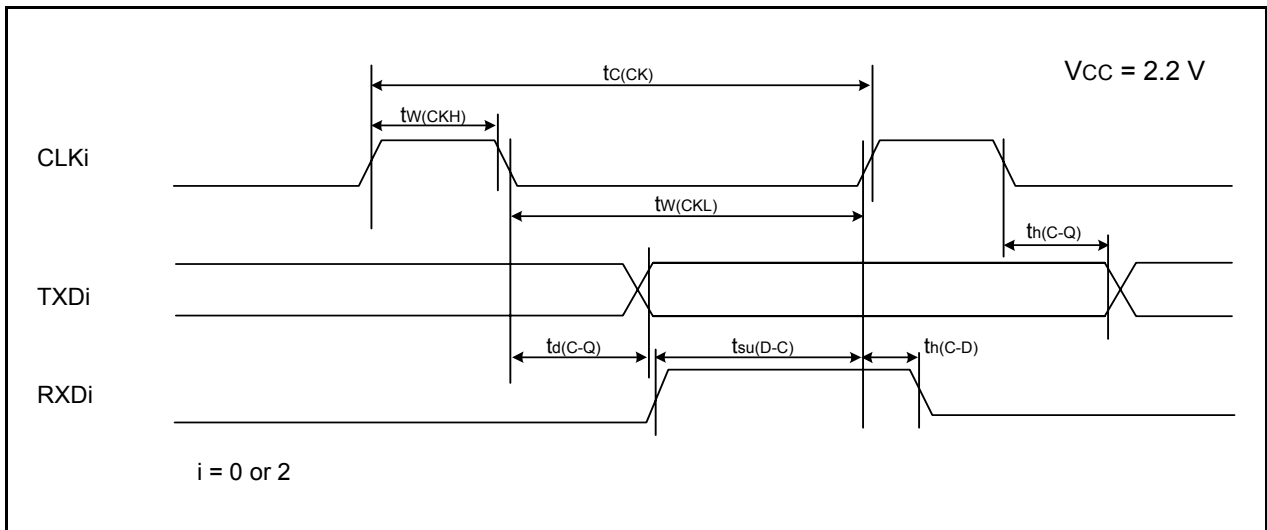 tC(CK)
VCC = 2.2 V
tW(CKH)
CLKi
tW(CKL)
th(C-Q)
TXDi
td(C-Q)
tsu(D-C)
th(C-D)
RXDi
i = 0 or 2